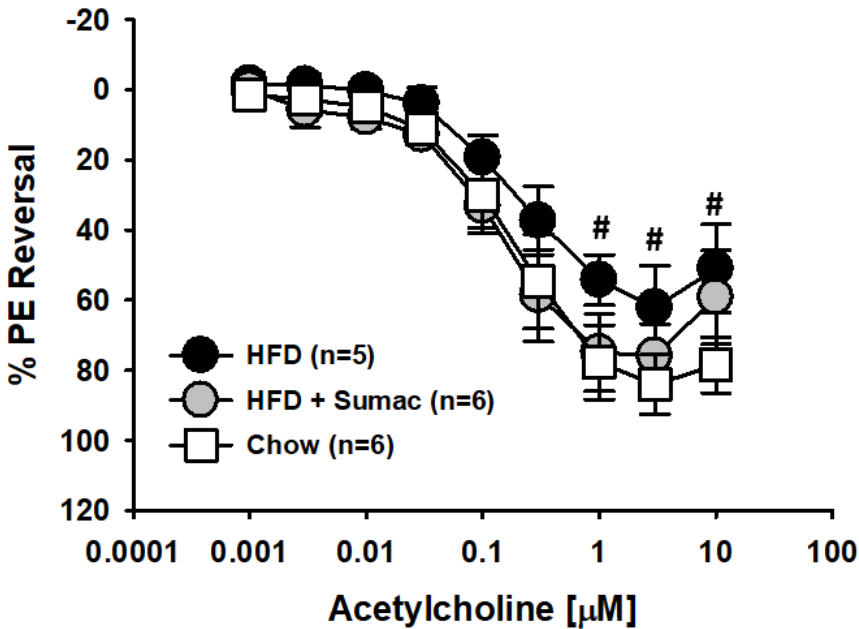 -20
0
20
40
60
80
100
120
% PE Reversal
# # #
HFD (n=5)
HFD + Sumac (n=6)
Chow (n=6)
0.0001 0.001 0.01 0.1 1 10 100
Acetylcholine [μM]